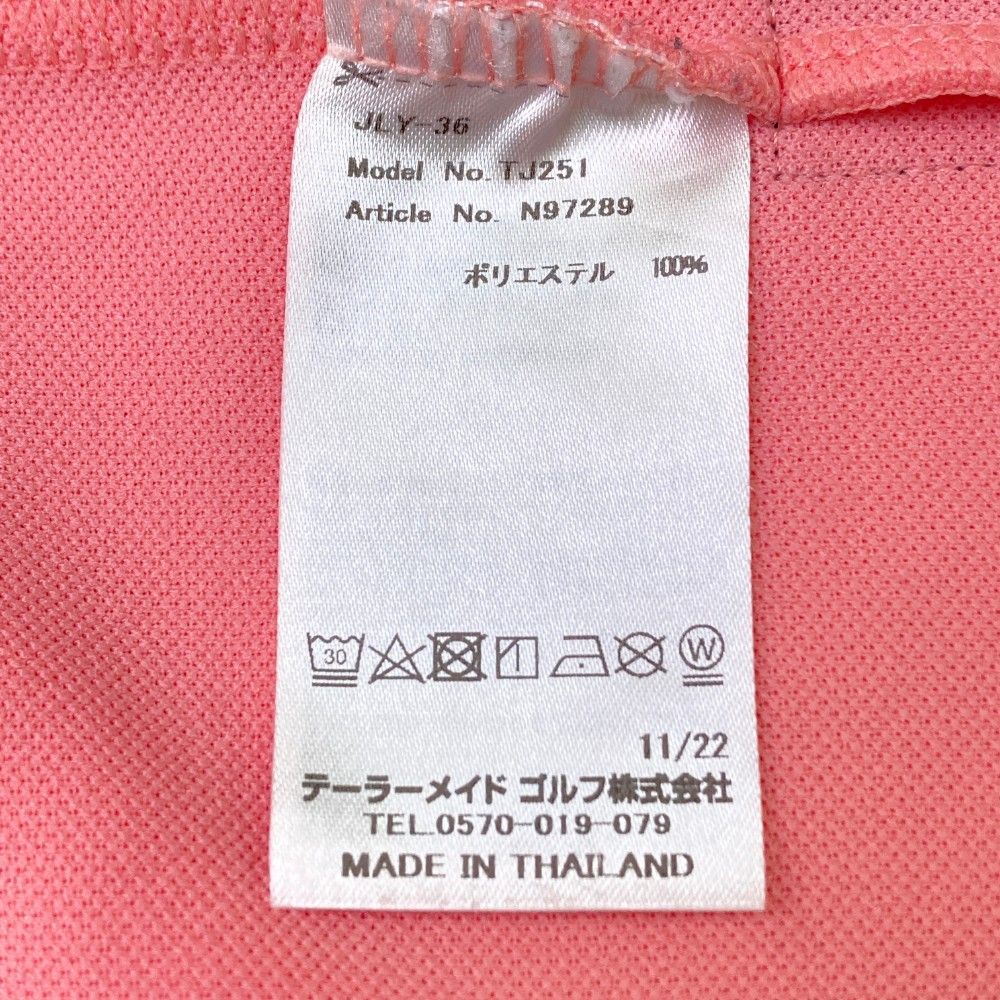 JLY-36
Model No. TJ251
Article No. N97289
ポリエステル 100%
30
W
11/22
テーラーメイド ゴルフ株式会社
TEL.0570-019-079
MADE IN THAILAND